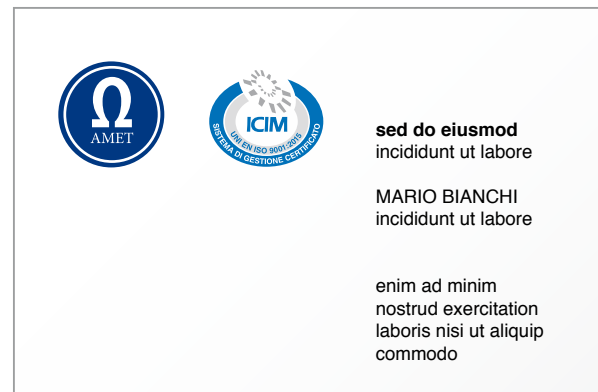 Ω
AMET
ICIM
UNI EN ISO 9001:2015
SISTEMA DI GESTIONE CERTIFICATO
sed do eiusmod
incididunt ut labore
MARIO BIANCHI
incididunt ut labore
enim ad minim
nostrud exercitation
laboris nisi ut aliquip
commodo